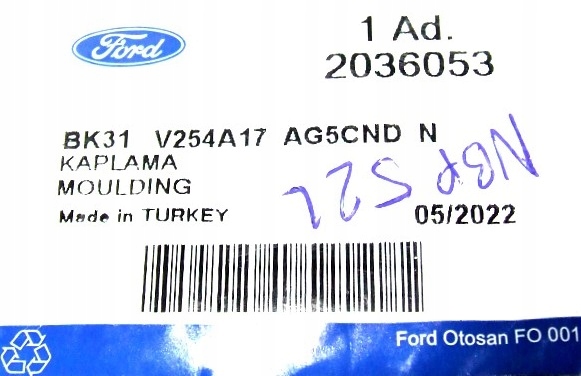 Ford
1 Ad.
2036053
BK31 V254A17 AG5CND N
KAPLAMA
MOULDING
Made in TURKEY
05/2022
Ford Otosan FO 001